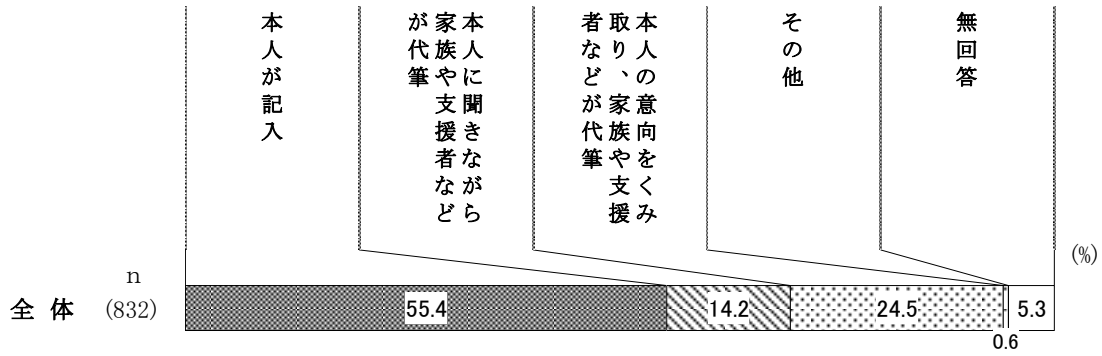 本人が記入
本人に聞きながら
家族や支援者など
が代筆
本人の意向をくみ
取り、家族や支援
者などが代筆
その他
無回答
(%)
n
全体 (832)
55.4
14.2
24.5
0.6
5.3